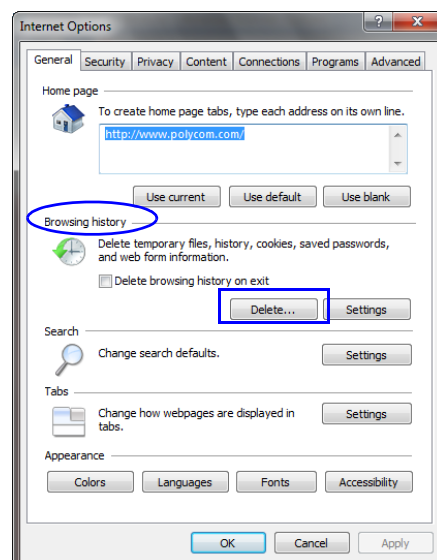 Internet Options
General Security Privacy Content Connections Programs Advanced
Home page
To create home page tabs, type each address on its own line.
http://www.polycom.com/
Use current Use default Use blank
Browsing history
Delete temporary files, history, cookies, saved passwords,
and web form information.
Delete browsing history on exit
Delete... Settings
Search
Change search defaults. Settings
Tabs
Change how webpages are displayed in Settings
tabs.
Appearance
Colors Languages Fonts Accessibility
OK Cancel Apply